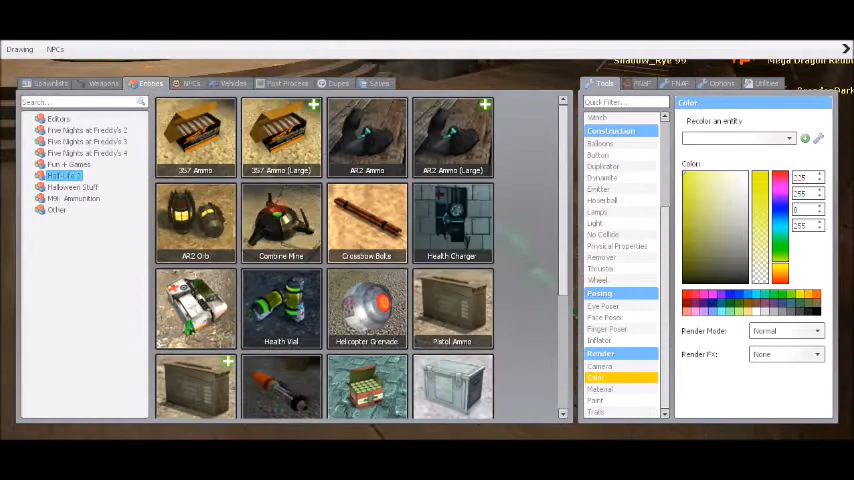 Drawing NPCs
Shadow_Rye 99
Mega Dragon
Spawnlists Weapons Entities NPCs Vehicles Post Process Dupes Saves
Search...
Editors
Five Nights at Freddy's 2
Five Nights at Freddy's 3
Five Nights at Freddy's 4
Fun + Games
Half-Life 2
Halloween Stuff
M9K Ammunition
Other
357 Ammo
357 Ammo (Large)
AR2 Ammo
AR2 Ammo (Large)
AR2 Orb
Combine Mine
Crossbow Bolts
Health Charger
Health Vial
Helicopter Grenade
Pistol Ammo
Tools PNAF FNAF Options Utilities
Quick Filter...
Winch
Construction
Balloons
Button
Duplicator
Dynamite
Emitter
Hoverball
Lamps
Light
No Collide
Physical Properties
Remover
Thruster
Wheel
Posing
Eye Poser
Face Poser
Finger Poser
Inflator
Render
Camera
Color
Material
Paint
Trails
Color
Recolor an entity
Color:
225
255
0
255
Render Mode: Normal
Render FX: None